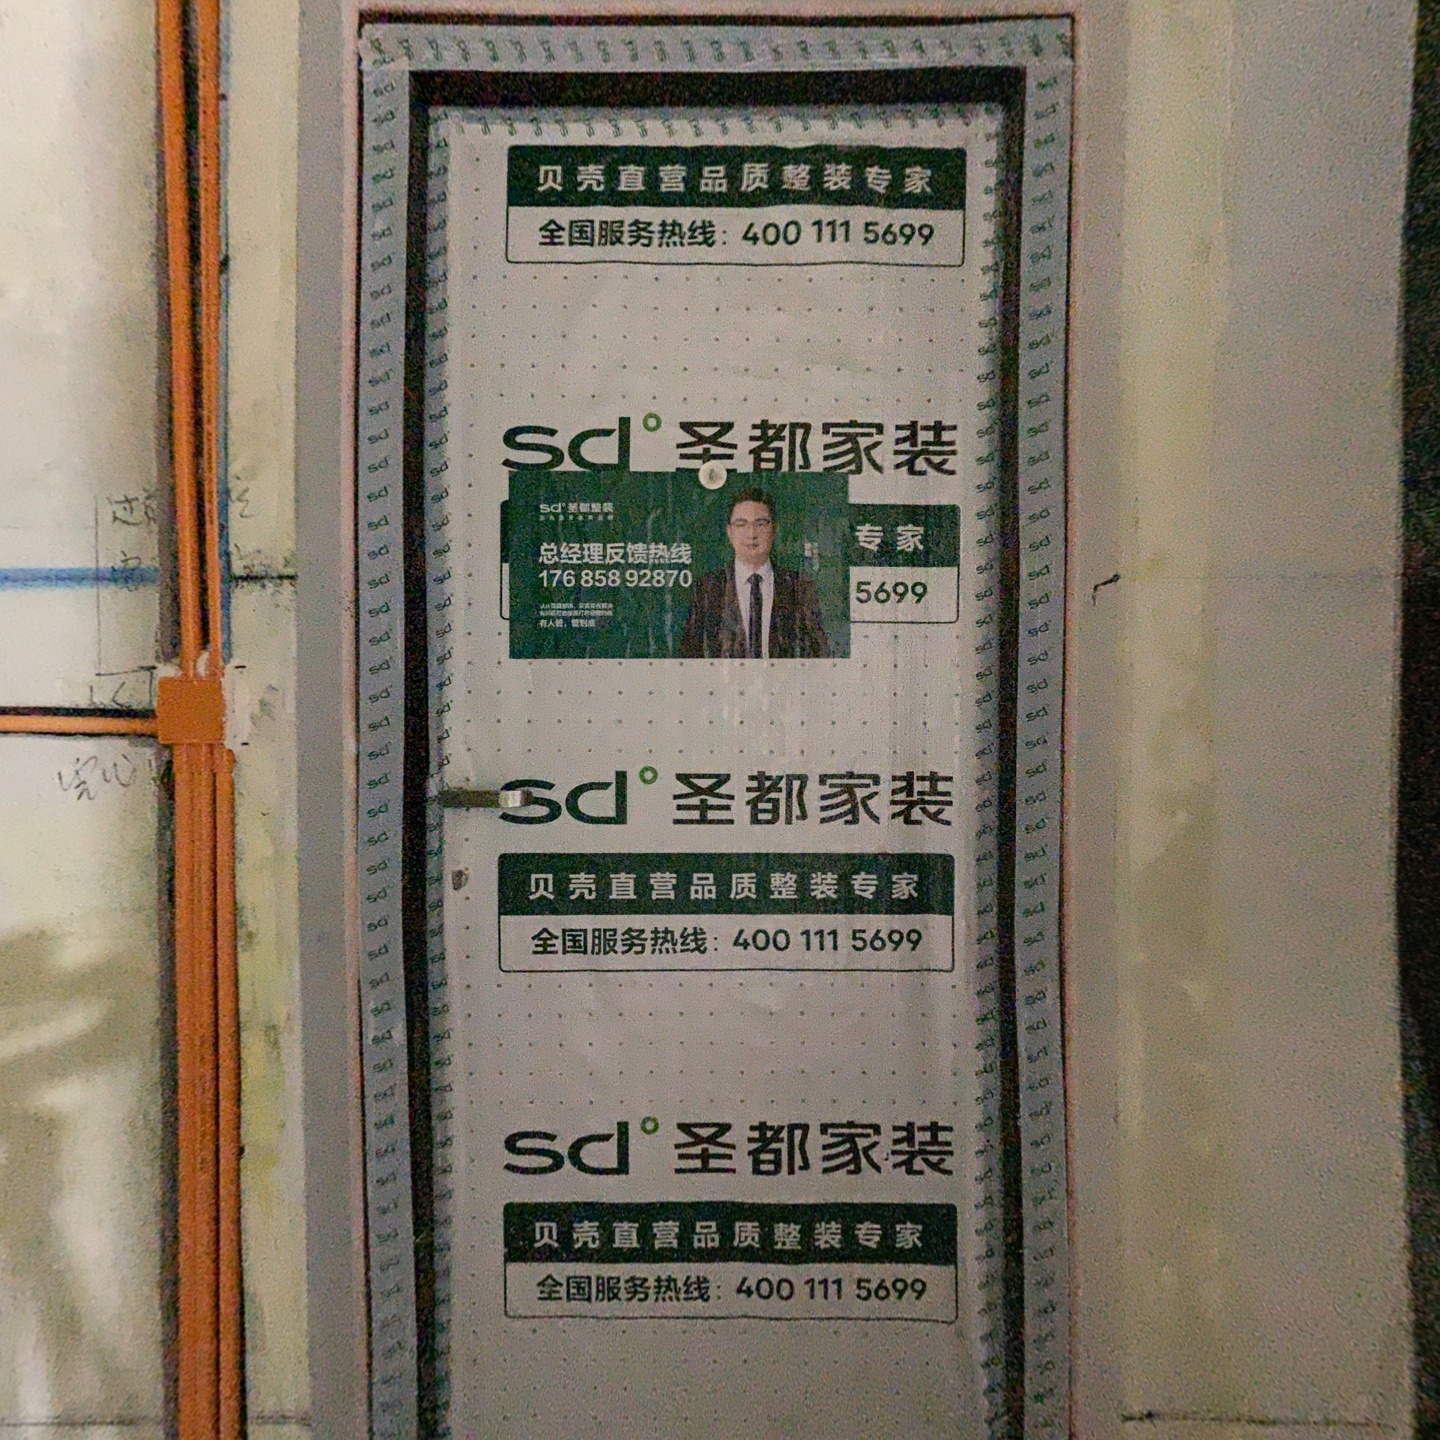 贝壳直营品质整装专家
全国服务热线：400 111 5699
sd°圣都家装
sd°圣都整装
总经理反馈热线
176 858 92870
有人管，管到底
专家
5699
sd°圣都家装
贝壳直营品质整装专家
全国服务热线：400 111 5699
sd°圣都家装
贝壳直营品质整装专家
全国服务热线：400 111 5699